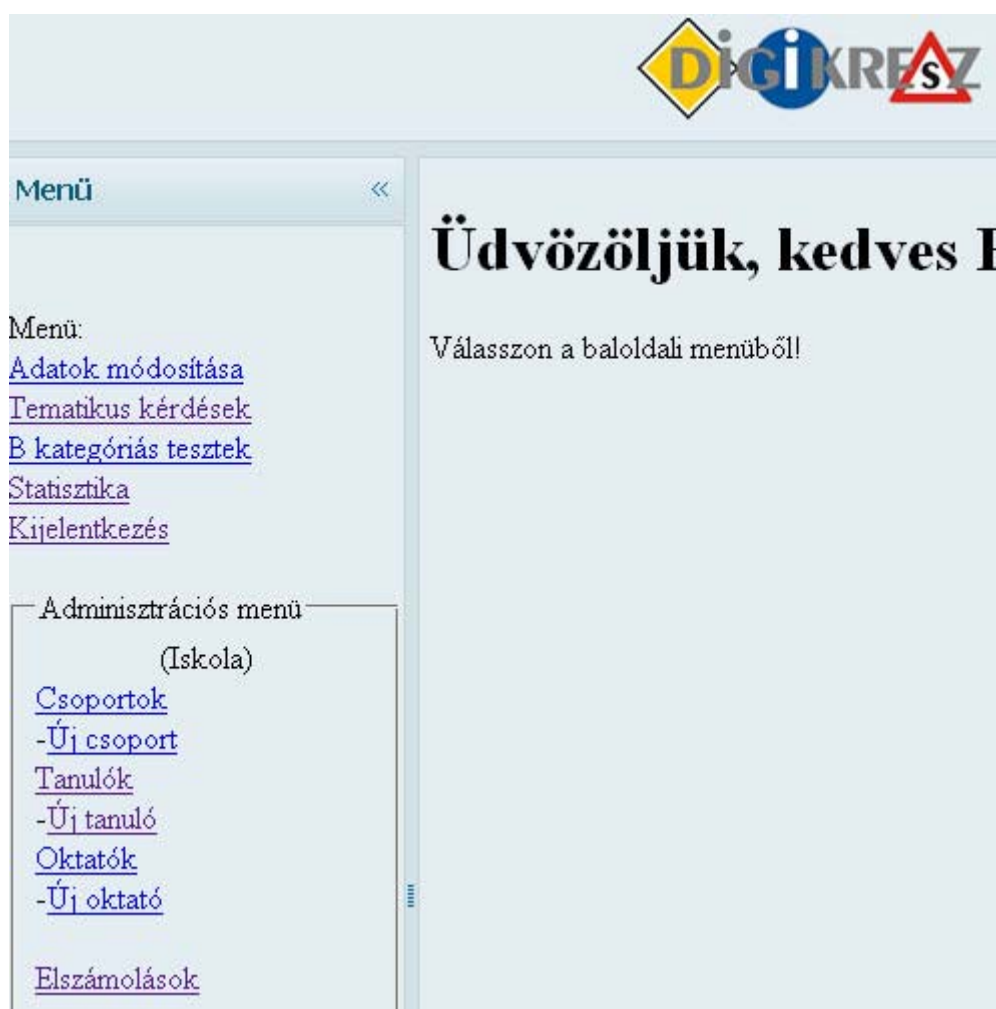 DiGiKRESZ
Menü «
Üdvözöljük, kedves
Válasszon a baloldali menüből!
Menü:
Adatok módosítása
Tematikus kérdések
B kategóriás tesztek
Statisztika
Kijelentkezés
Adminisztrációs menü
(Iskola)
Csoportok
-Új csoport
Tanulók
-Új tanuló
Oktatók
-Új oktató
Elszámolások